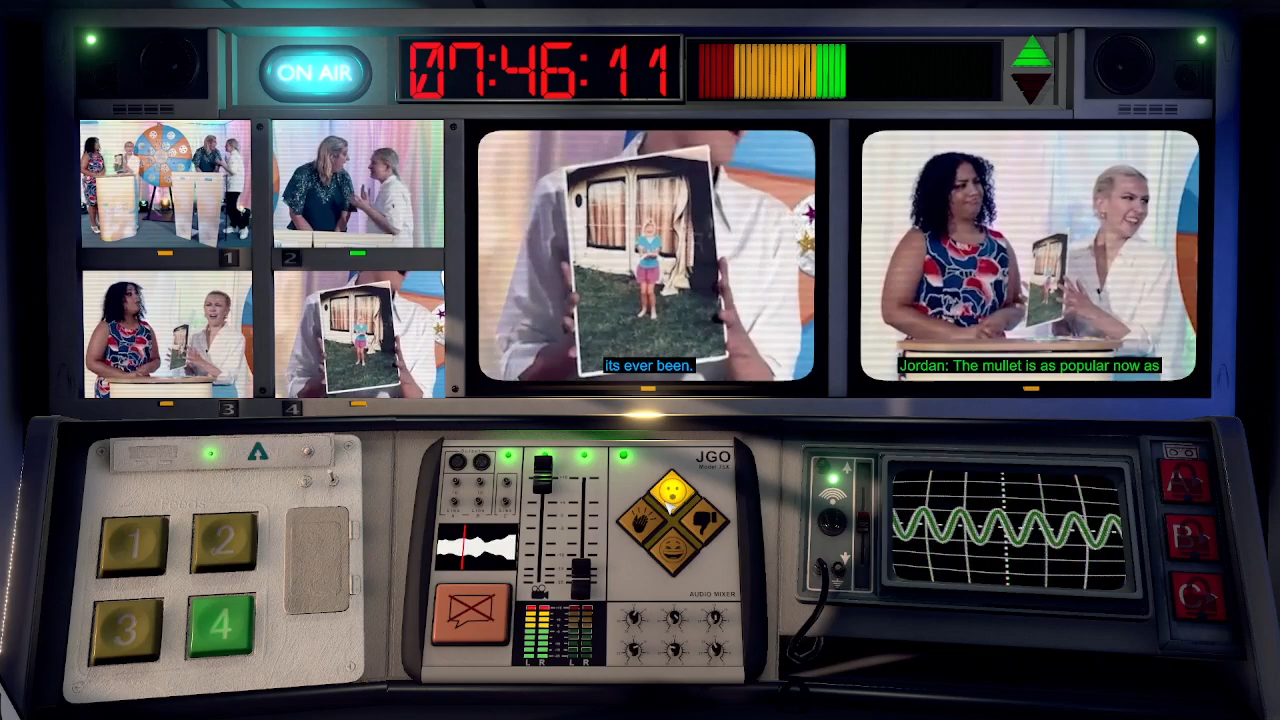 ON AIR
07:46:11
its ever been.
Jordan: The mullet is as popular now as
1
2
3
4
JGO
1
2
3
4
AUDIO MIXER
L R
L R
A
B
C